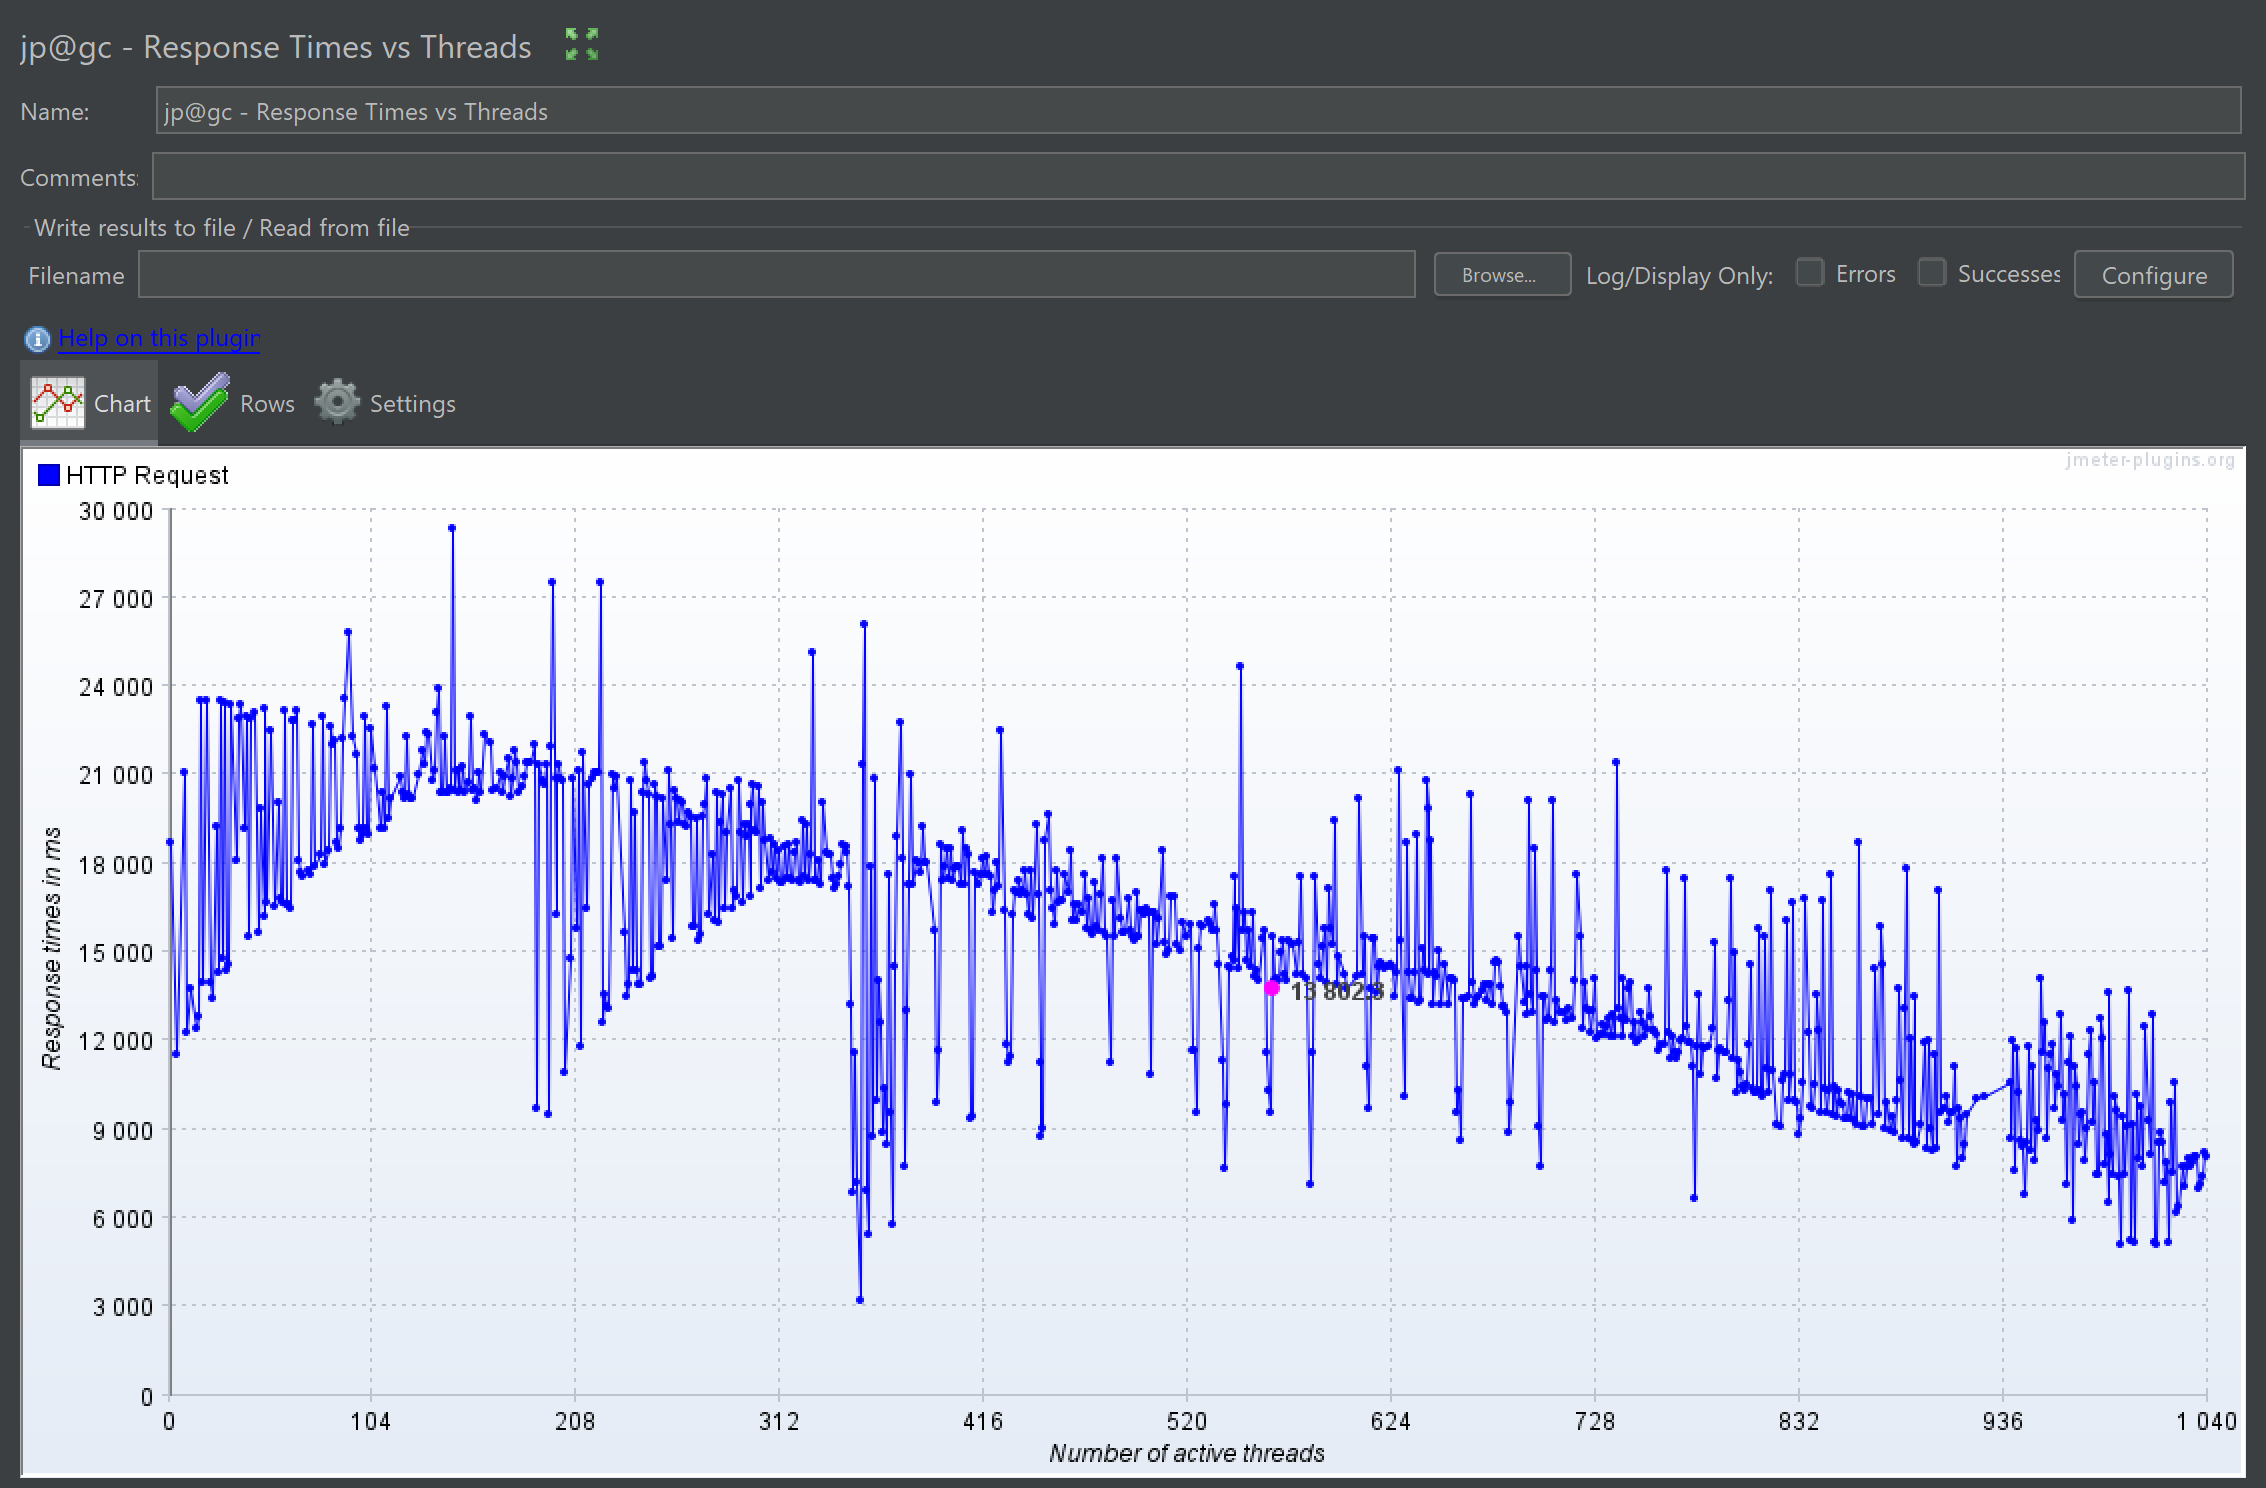 jp@gc - Response Times vs Threads
Name: jp@gc - Response Times vs Threads
Comments:
Write results to file / Read from file
Filename Browse... Log/Display Only: Errors Successes Configure
Help on this plugin
Chart Rows Settings
HTTP Request
jmeter-plugins.org
30 000
27 000
24 000
21 000
18 000
15 000
12 000
9 000
6 000
3 000
0
Response times in ms
13 802.8
0 104 208 312 416 520 624 728 832 936 1 040
Number of active threads